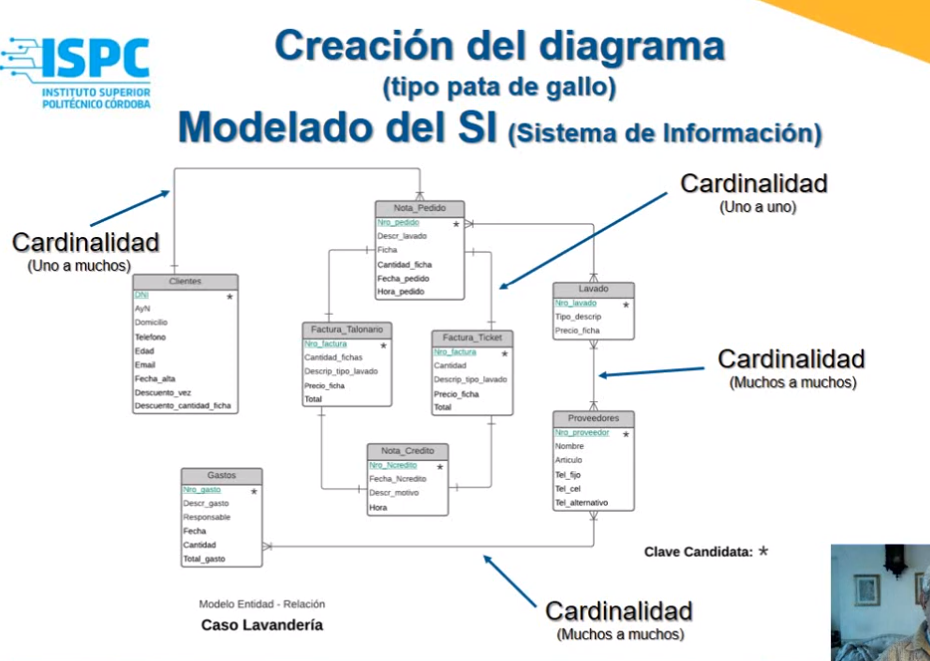 ISPC
INSTITUTO SUPERIOR
POLITÉCNICO CÓRDOBA
Creación del diagrama
(tipo pata de gallo)
Modelado del SI (Sistema de Información)
Cardinalidad
(Uno a uno)
Cardinalidad
(Uno a muchos)
Nota_Pedido
Nro_pedido *
Descr_lavado
Ficha
Cantidad_ficha
Fecha_pedido
Hora_pedido
Clientes
DNI *
AyN
Domicilio
Telefono
Edad
Email
Fecha_alta
Descuento_vez
Descuento_cantidad_ficha
Lavado
Nro_lavado *
Tipo_descrip
Precio_ficha
Factura_Talonario
Nro_factura *
Cantidad_fichas
Descrip_tipo_lavado
Precio_ficha
Total
Factura_Ticket
Nro_factura *
Cantidad
Descrip_tipo_lavado
Precio_ficha
Total
Cardinalidad
(Muchos a muchos)
Proveedores
Nro_proveedor *
Nombre
Articulo
Tel_fijo
Tel_cel
Tel_alternativo
Nota_Credito
Nro_Ncredito *
Fecha_Ncredito
Descr_motivo
Hora
Gastos
Nro_gasto *
Descr_gasto
Responsable
Fecha
Cantidad
Total_gasto
Clave Candidata: *
Modelo Entidad - Relación
Caso Lavandería
Cardinalidad
(Muchos a muchos)